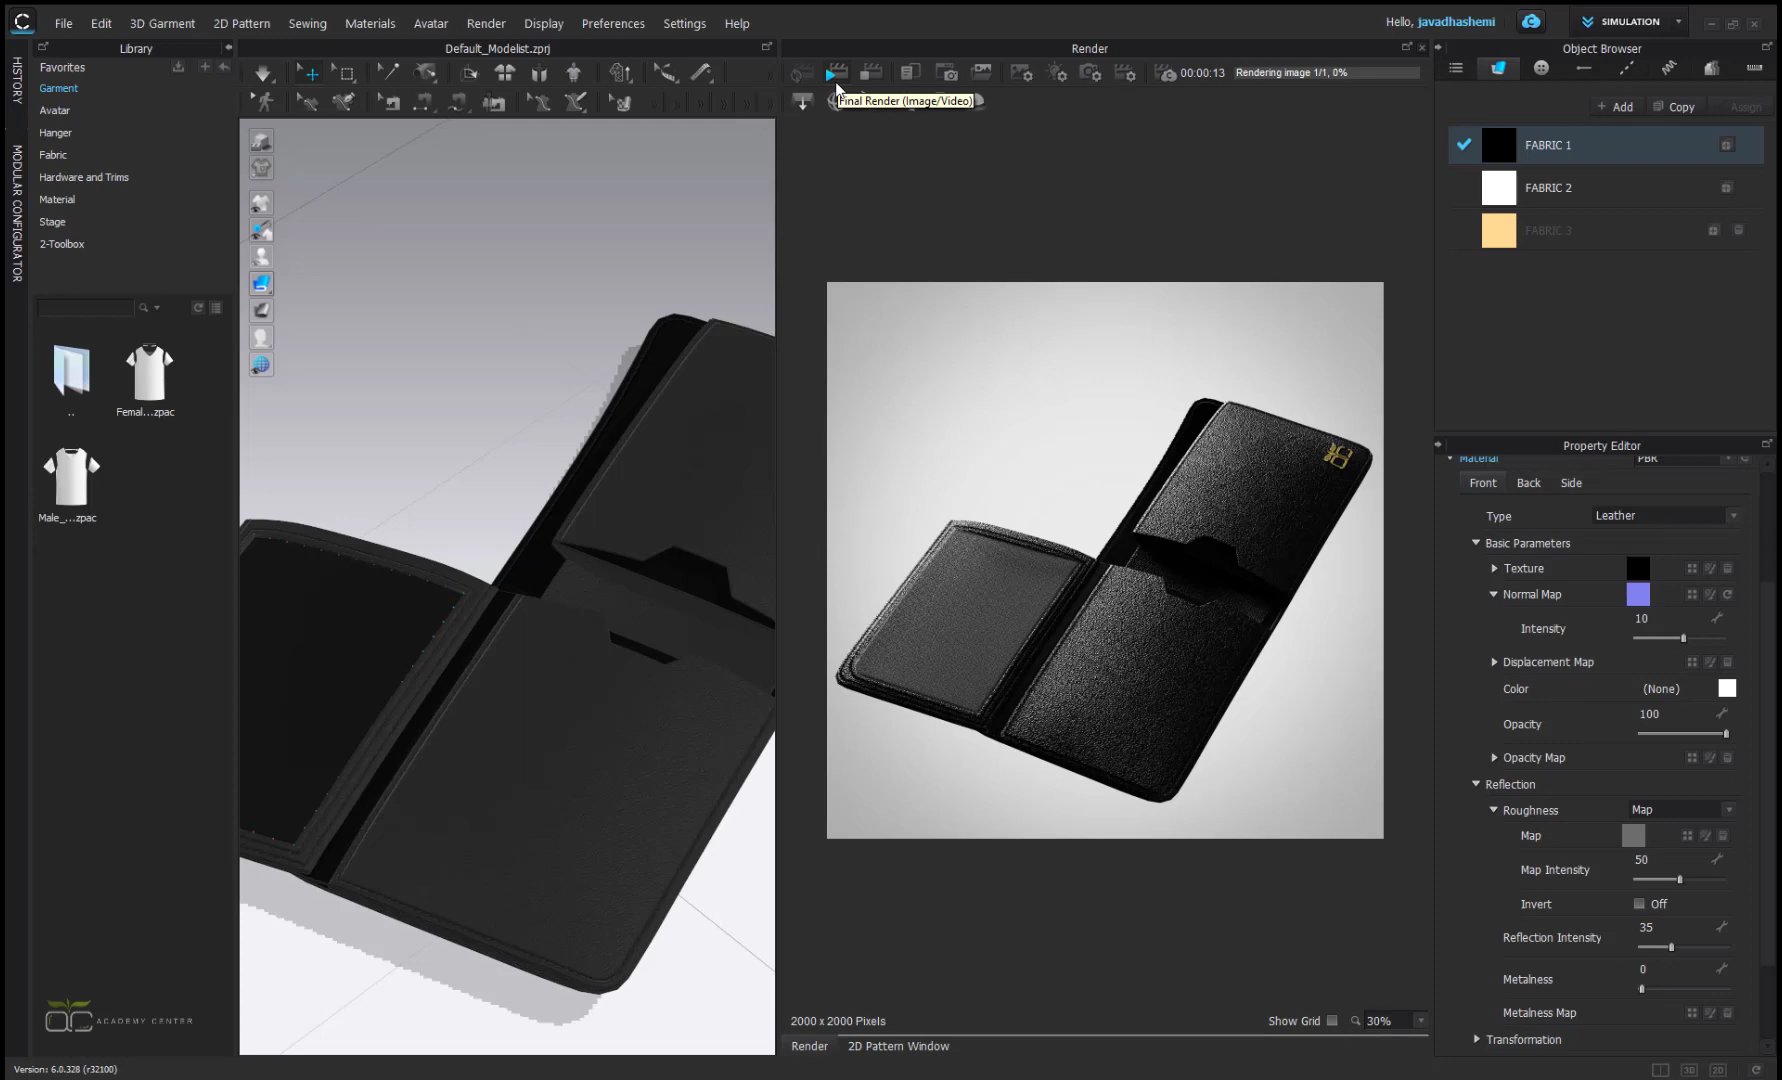 File Edit 3D Garment 2D Pattern Sewing Materials Avatar Render Display Preferences Settings Help
Hello, javadhashemi
SIMULATION
HISTORY
MODULAR CONFIGURATOR
Library
Favorites
Garment
Avatar
Hanger
Fabric
Hardware and Trims
Material
Stage
2-Toolbox
..
Femal...zpac
Male_...zpac
ACADEMY CENTER
Default_Modelist.zprj
Render
00:00:13 Rendering image 1/1, 0%
Final Render (Image/Video)
2000 x 2000 Pixels
Show Grid
30%
Render 2D Pattern Window
Object Browser
+ Add Copy Assign
FABRIC 1
FABRIC 2
FABRIC 3
Property Editor
Material PBR
Front Back Side
Type Leather
Basic Parameters
Texture
Normal Map
10
Intensity
Displacement Map
Color (None)
100
Opacity
Opacity Map
Reflection
Roughness Map
Map
50
Map Intensity
Invert Off
35
Reflection Intensity
0
Metalness
Metalness Map
Transformation
Version: 6.0.328 (r32100)
3D 2D